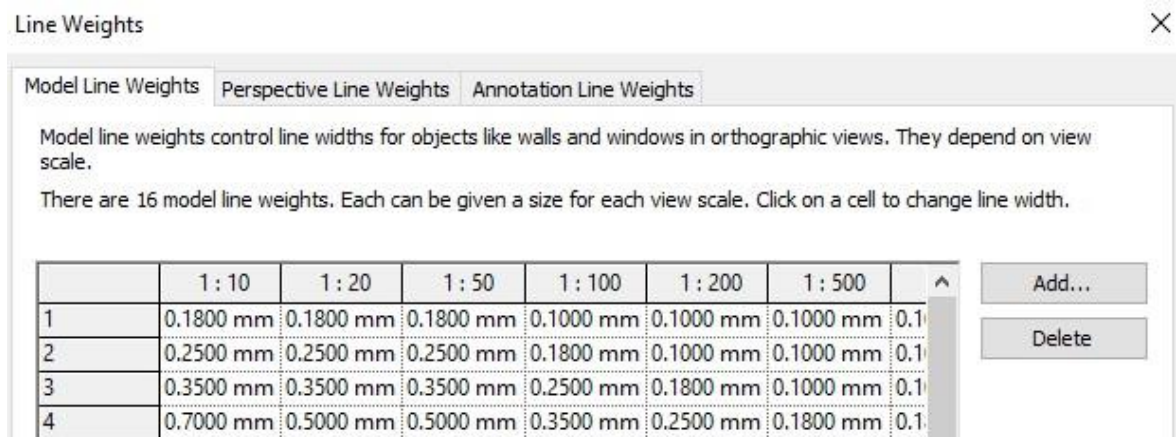 Line Weights
Model Line Weights Perspective Line Weights Annotation Line Weights
Model line weights control line widths for objects like walls and windows in orthographic views. They depend on view
scale.
There are 16 model line weights. Each can be given a size for each view scale. Click on a cell to change line width.
1 : 10 1 : 20 1 : 50 1 : 100 1 : 200 1 : 500 Add...
1 0.1800 mm 0.1800 mm 0.1800 mm 0.1000 mm 0.1000 mm 0.1000 mm
2 0.2500 mm 0.2500 mm 0.2500 mm 0.1800 mm 0.1000 mm 0.1000 mm Delete
3 0.3500 mm 0.3500 mm 0.3500 mm 0.2500 mm 0.1800 mm 0.1000 mm
4 0.7000 mm 0.5000 mm 0.5000 mm 0.3500 mm 0.2500 mm 0.1800 mm